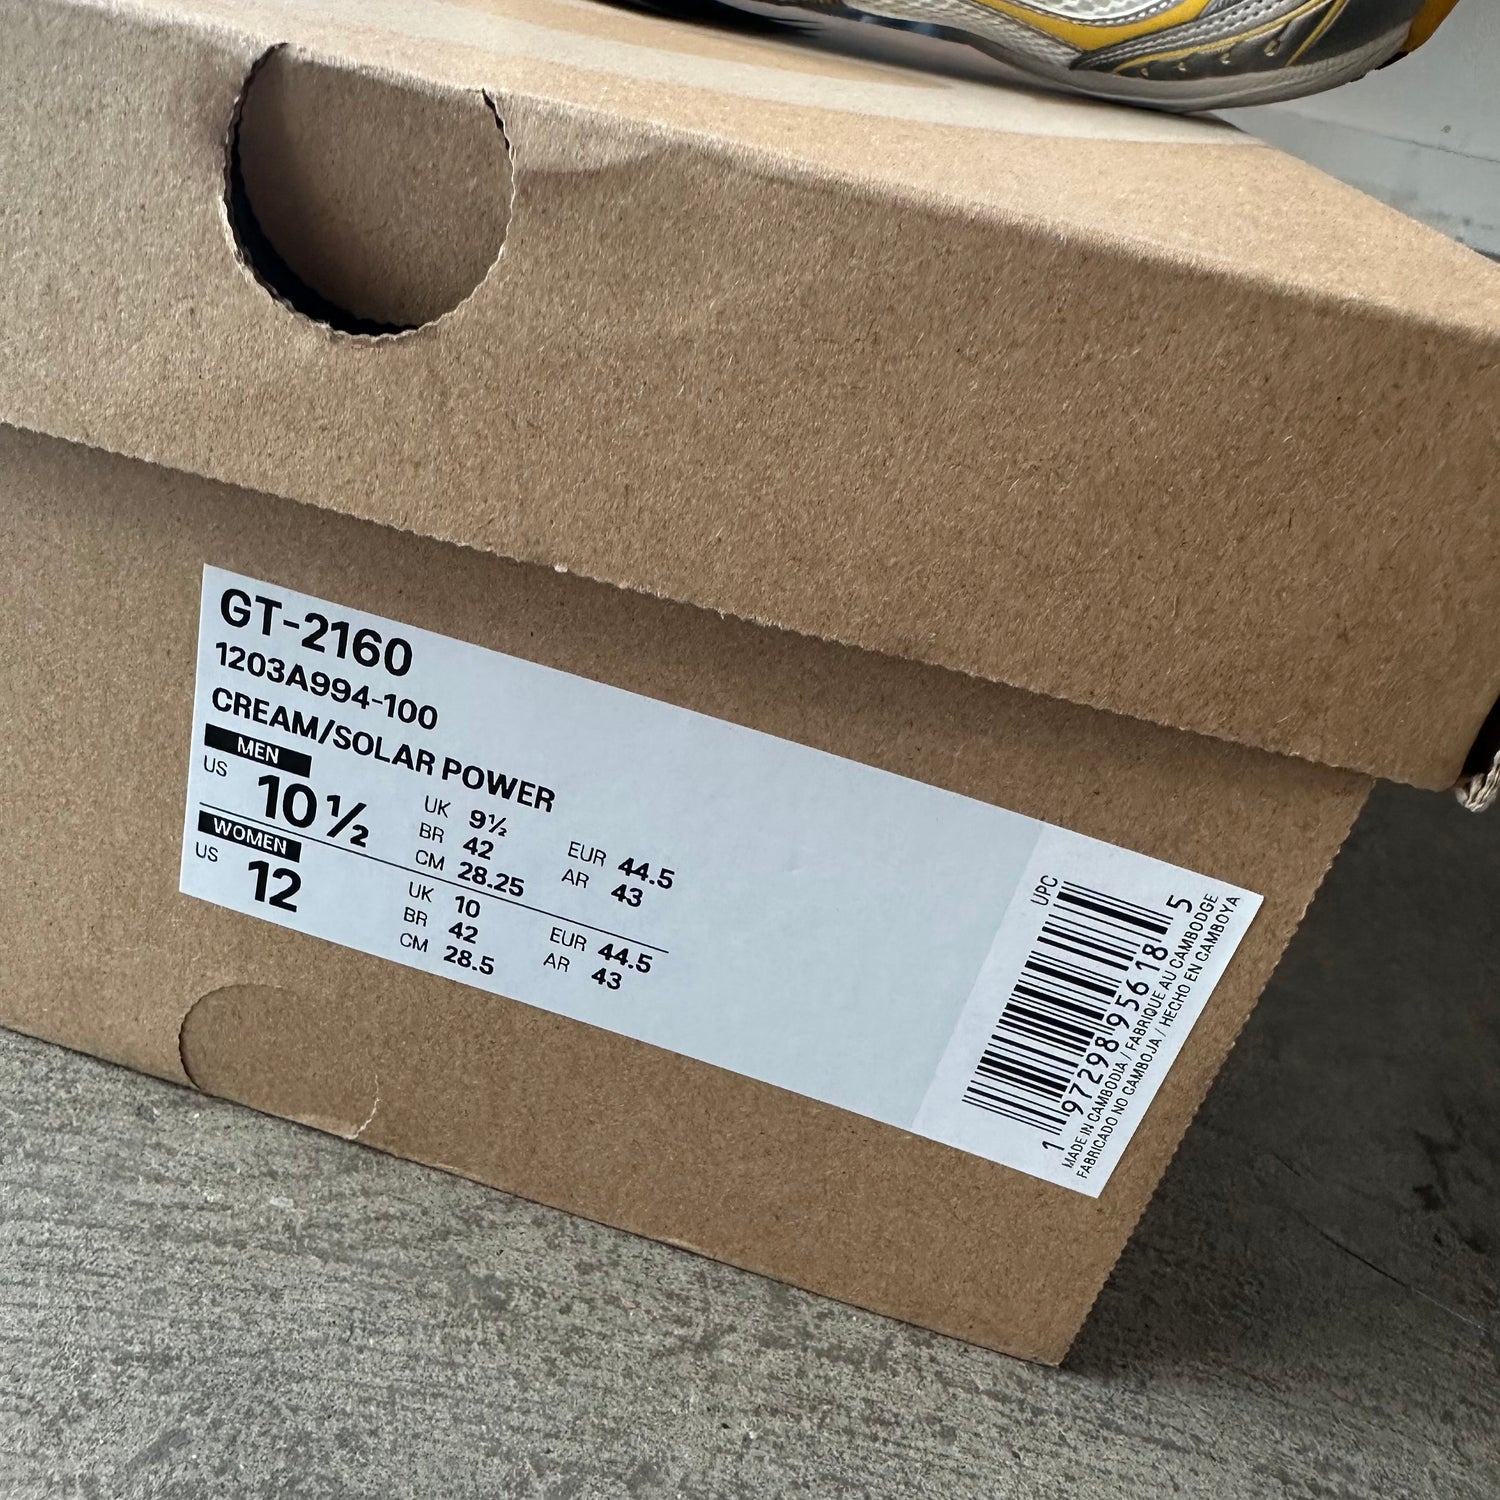 GT-2160
1203A994-100
CREAM/SOLAR POWER
MEN
US 10 ½
UK 9½
BR 42
CM 28.25
EUR 44.5
AR 43
WOMEN
US 12
UK 10
BR 42
CM 28.5
EUR 44.5
AR 43
UPC
1 97298 95618 5
MADE IN CAMBODIA / FABRIQUE AU CAMBODGE
FABRICADO NO CAMBOJA / HECHO EN CAMBOYA